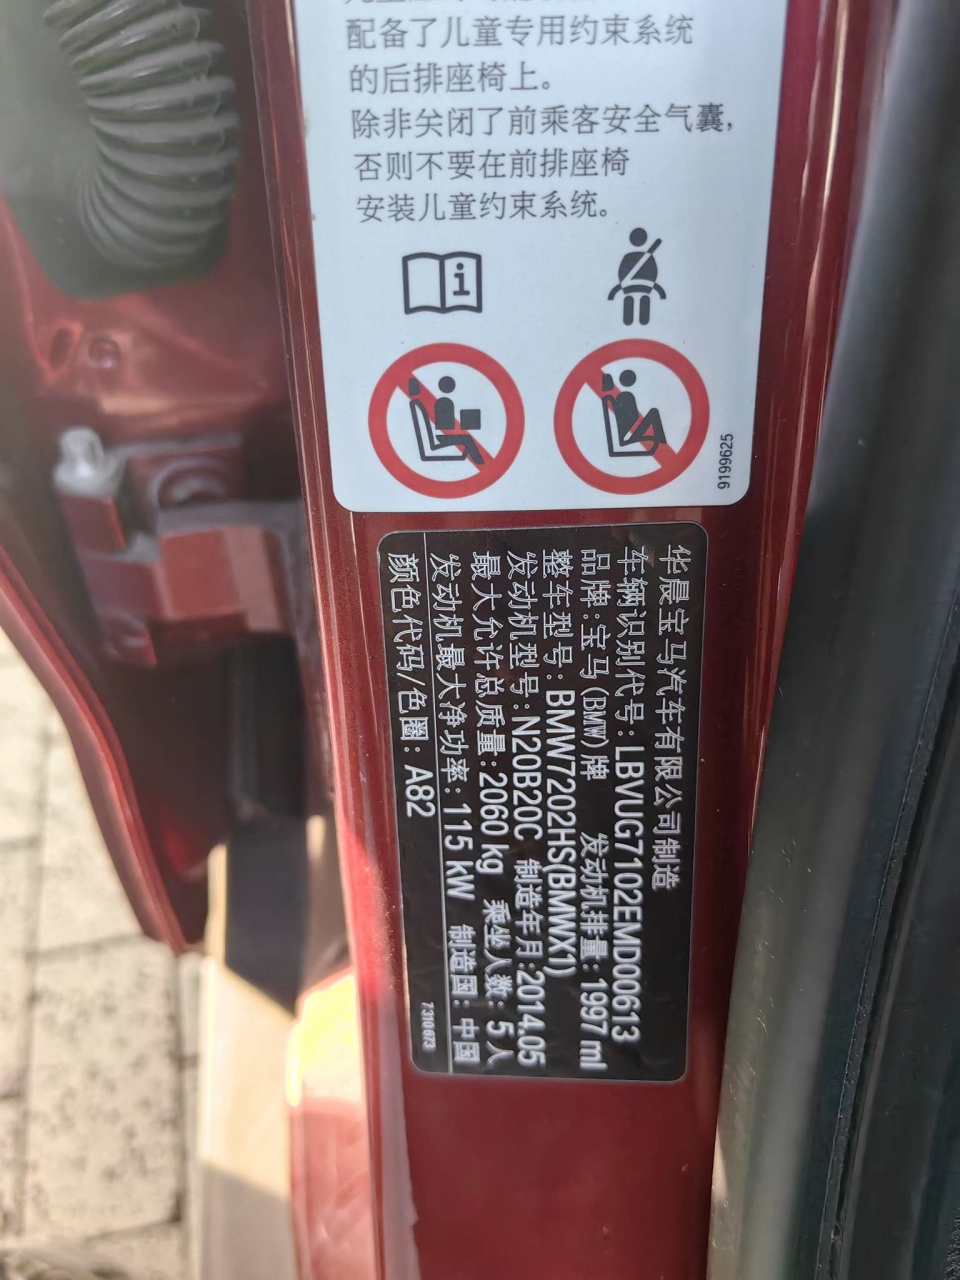 配备了儿童专用约束系统
的后排座椅上。
除非关闭了前乘客安全气囊，
否则不要在前排座椅
安装儿童约束系统。
9199625
华晨宝马汽车有限公司制造
车辆识别代号：LBVUG7102EMD00613
品牌：宝马(BMW)牌 发动机排量：1997 ml
整车型号：BMW7202HS(BMWX1)
发动机型号：N20B20C 制造年月：2014.05
最大允许总质量：2060 kg 乘坐人数：5人
发动机最大净功率：115 kW 制造国：中国
颜色代码/色圈：A82
7310673